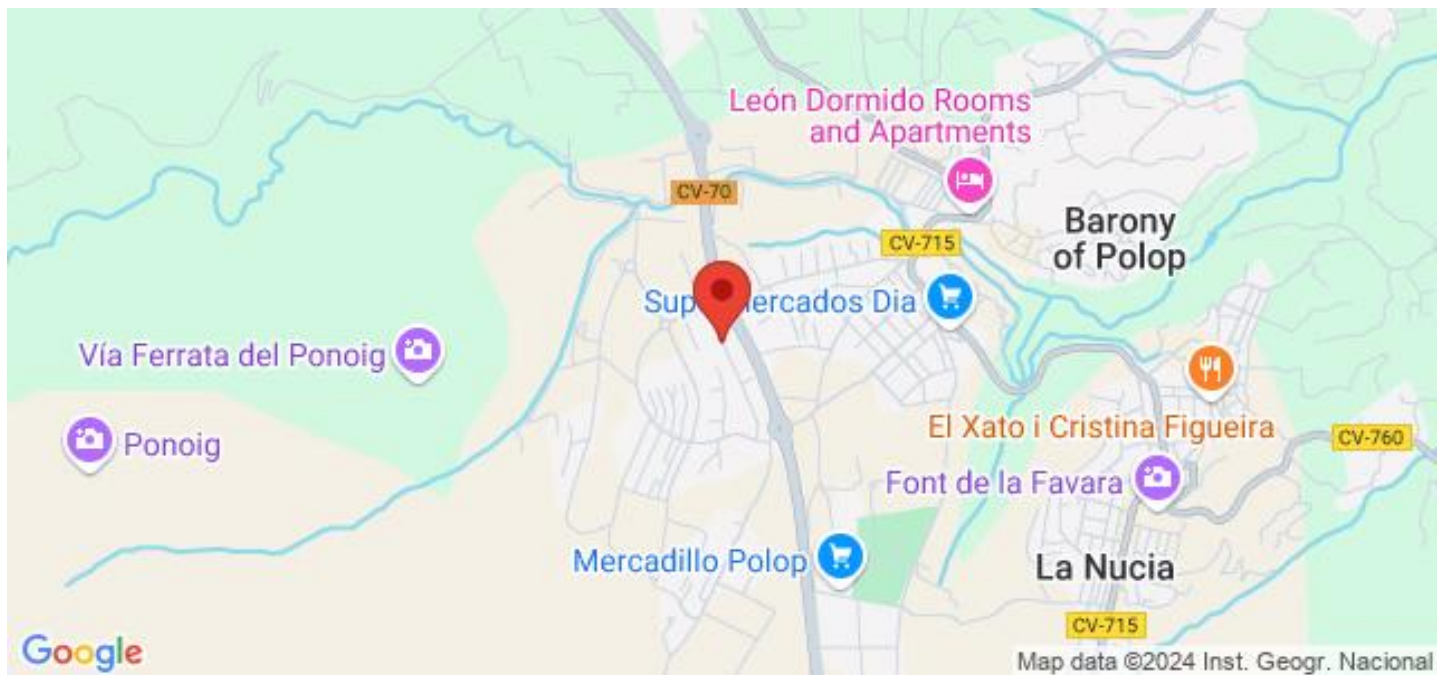 León Dormido Rooms
and Apartments
CV-70
Barony
of Polop
CV-715
Sup ermercados Dia
Vía Ferrata del Ponoig
El Xato i Cristina Figueira
CV-760
Ponoig
Font de la Favara
Mercadillo Polop
La Nucia
CV-715
Google
Map data ©2024 Inst. Geogr. Nacional